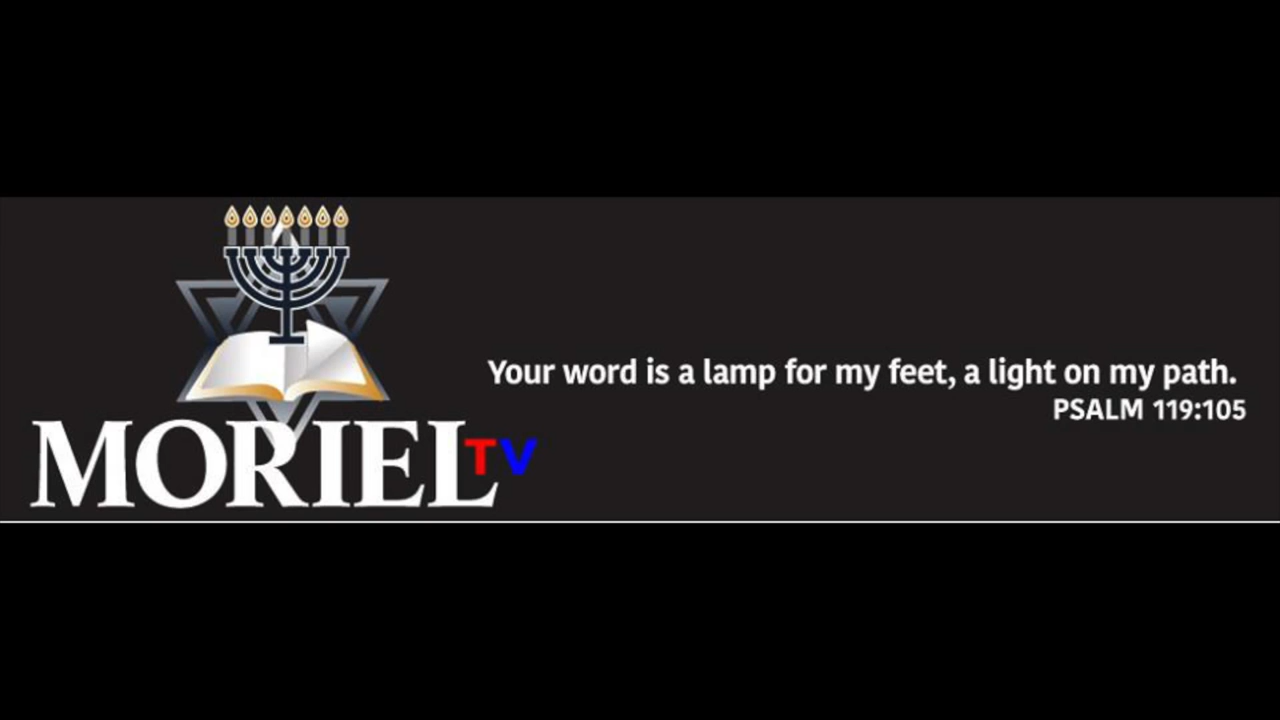 Your word is a lamp for my feet, a light on my path.
PSALM 119:105
MORIEL TV